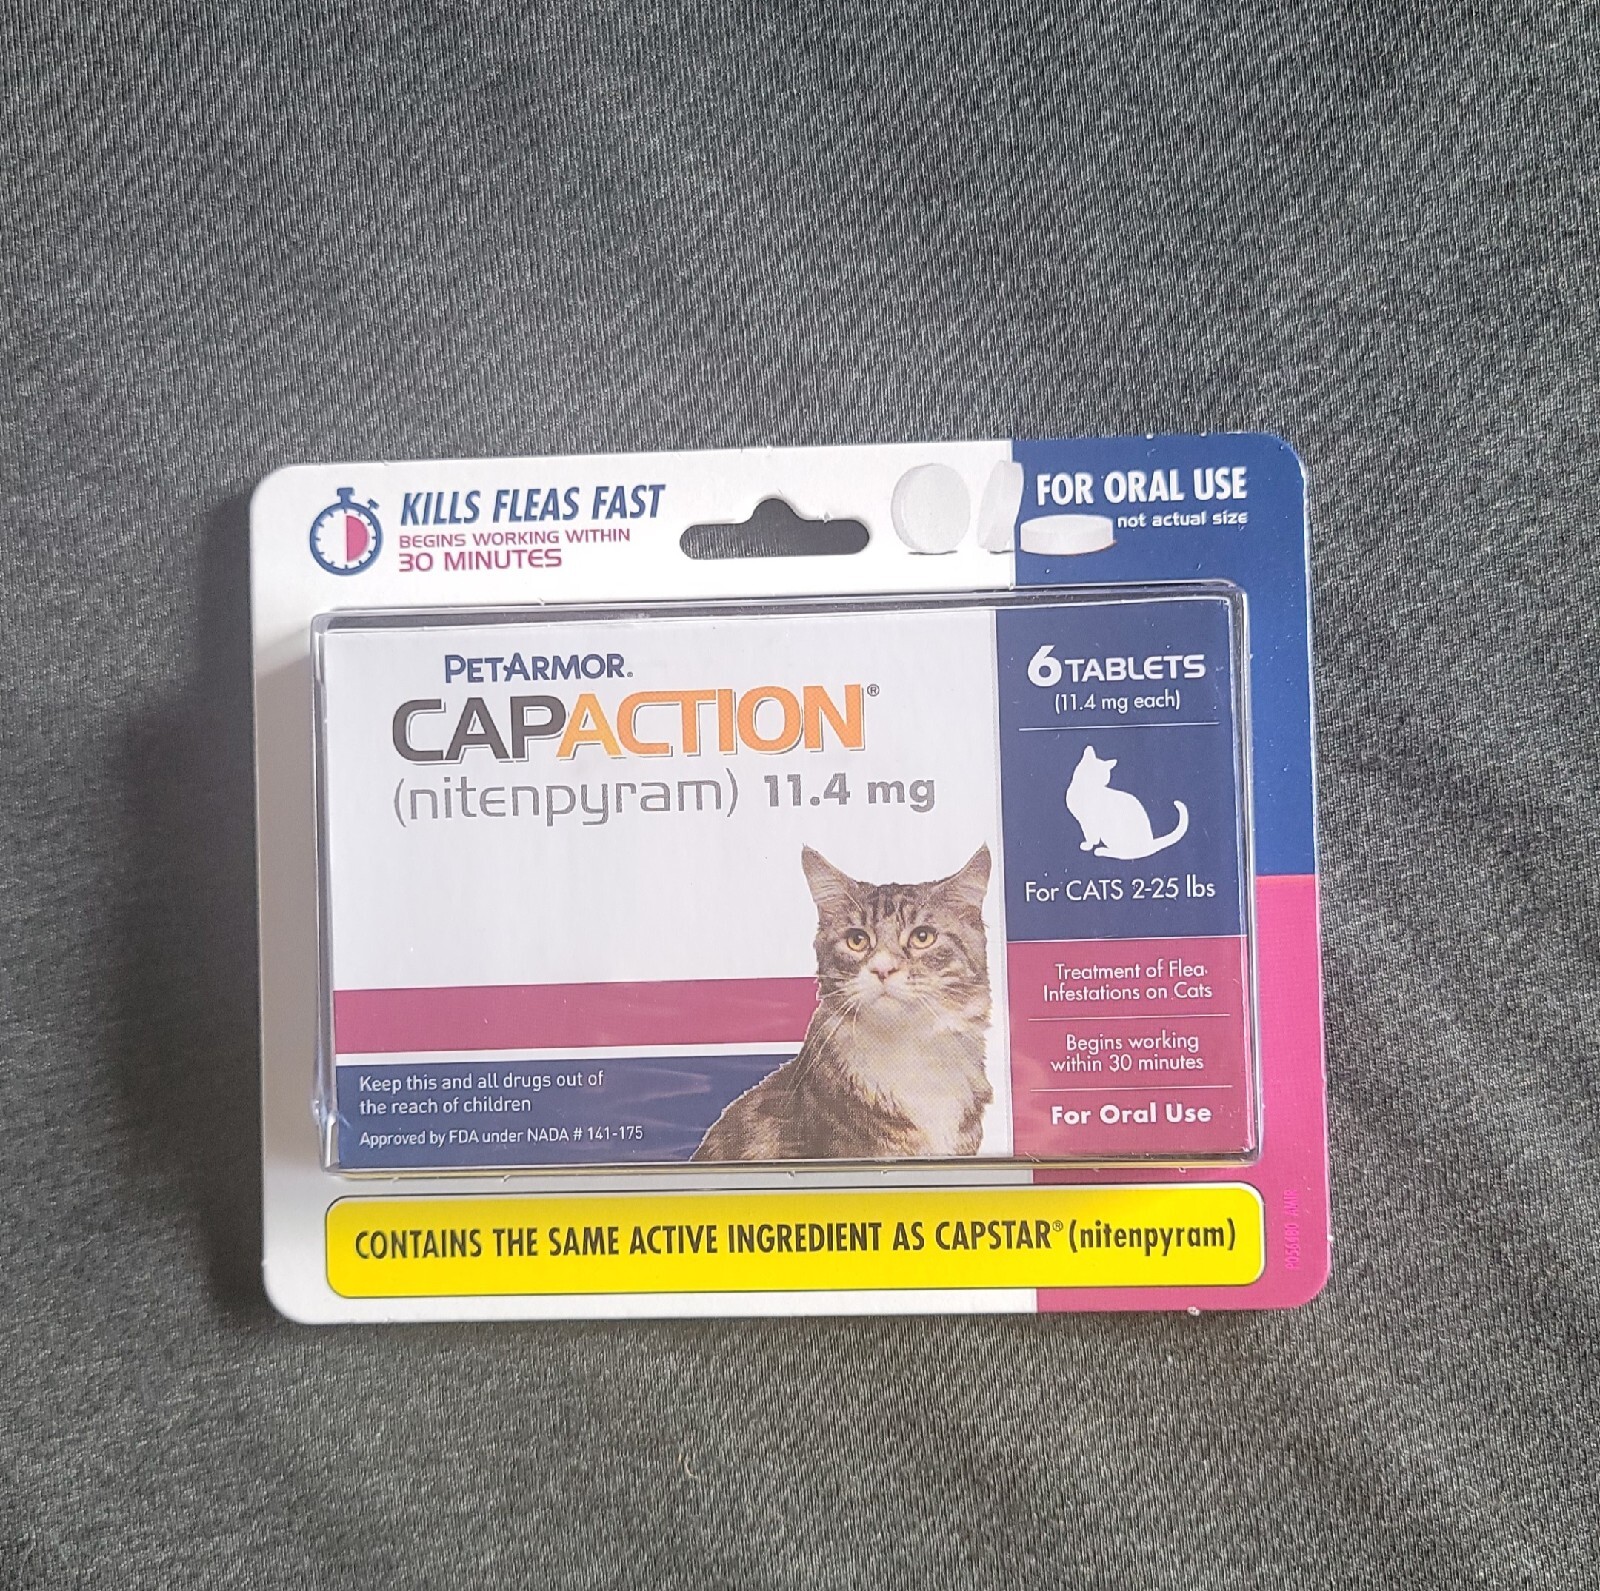 KILLS FLEAS FAST
BEGINS WORKING WITHIN
30 MINUTES
FOR ORAL USE
not actual size
PETARMOR®
CAPACTION®
(nitenpyram) 11.4 mg
6 TABLETS
(11.4 mg each)
For CATS 2-25 lbs
Treatment of Flea
Infestations on Cats
Begins working
within 30 minutes
For Oral Use
Keep this and all drugs out of
the reach of children
Approved by FDA under NADA # 141-175
CONTAINS THE SAME ACTIVE INGREDIENT AS CAPSTAR® (nitenpyram)